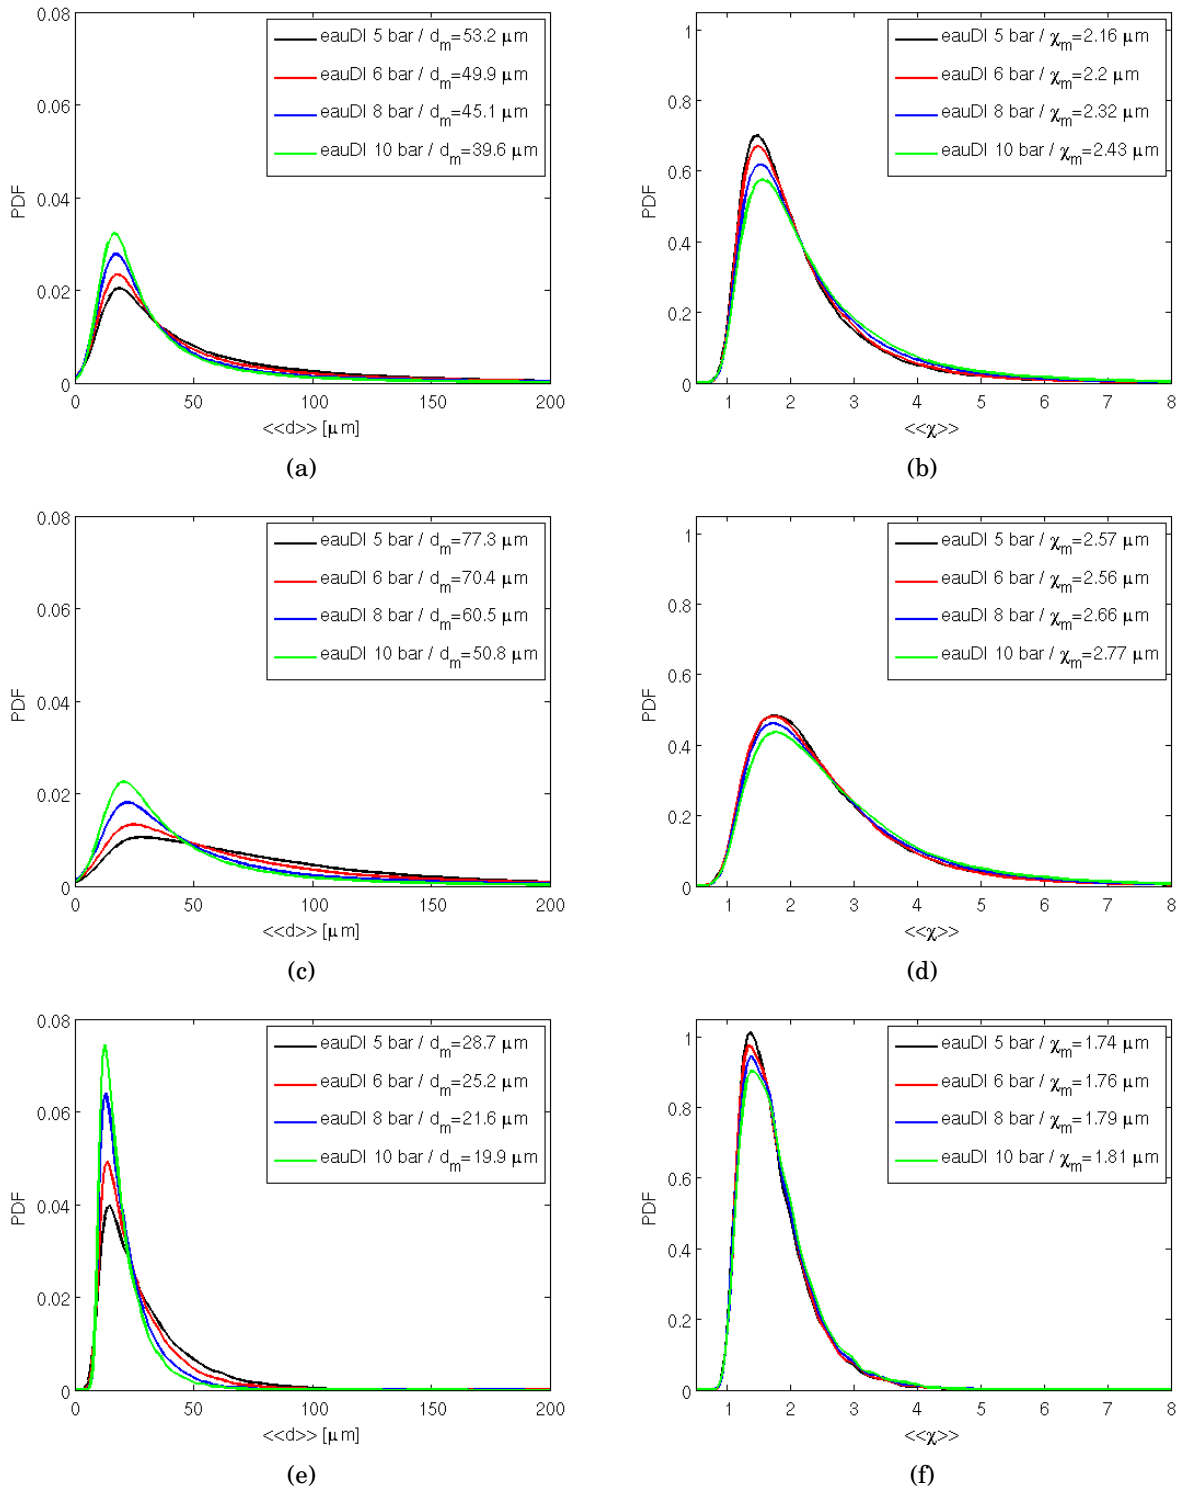 0.08
0.06
0.04
0.02
0
PDF
eauDI 5 bar / d_m=53.2 μm
eauDI 6 bar / d_m=49.9 μm
eauDI 8 bar / d_m=45.1 μm
eauDI 10 bar / d_m=39.6 μm
0 50 100 150 200
<<d>> [μm]
(a)
1
0.8
0.6
0.4
0.2
0
PDF
eauDI 5 bar / χ_m=2.16 μm
eauDI 6 bar / χ_m=2.2 μm
eauDI 8 bar / χ_m=2.32 μm
eauDI 10 bar / χ_m=2.43 μm
1 2 3 4 5 6 7 8
<<χ>>
(b)
0.08
0.06
0.04
0.02
0
PDF
eauDI 5 bar / d_m=77.3 μm
eauDI 6 bar / d_m=70.4 μm
eauDI 8 bar / d_m=60.5 μm
eauDI 10 bar / d_m=50.8 μm
0 50 100 150 200
<<d>> [μm]
(c)
1
0.8
0.6
0.4
0.2
0
PDF
eauDI 5 bar / χ_m=2.57 μm
eauDI 6 bar / χ_m=2.56 μm
eauDI 8 bar / χ_m=2.66 μm
eauDI 10 bar / χ_m=2.77 μm
1 2 3 4 5 6 7 8
<<χ>>
(d)
0.08
0.06
0.04
0.02
0
PDF
eauDI 5 bar / d_m=28.7 μm
eauDI 6 bar / d_m=25.2 μm
eauDI 8 bar / d_m=21.6 μm
eauDI 10 bar / d_m=19.9 μm
0 50 100 150 200
<<d>> [μm]
(e)
1
0.8
0.6
0.4
0.2
0
PDF
eauDI 5 bar / χ_m=1.74 μm
eauDI 6 bar / χ_m=1.76 μm
eauDI 8 bar / χ_m=1.79 μm
eauDI 10 bar / χ_m=1.81 μm
1 2 3 4 5 6 7 8
<<χ>>
(f)